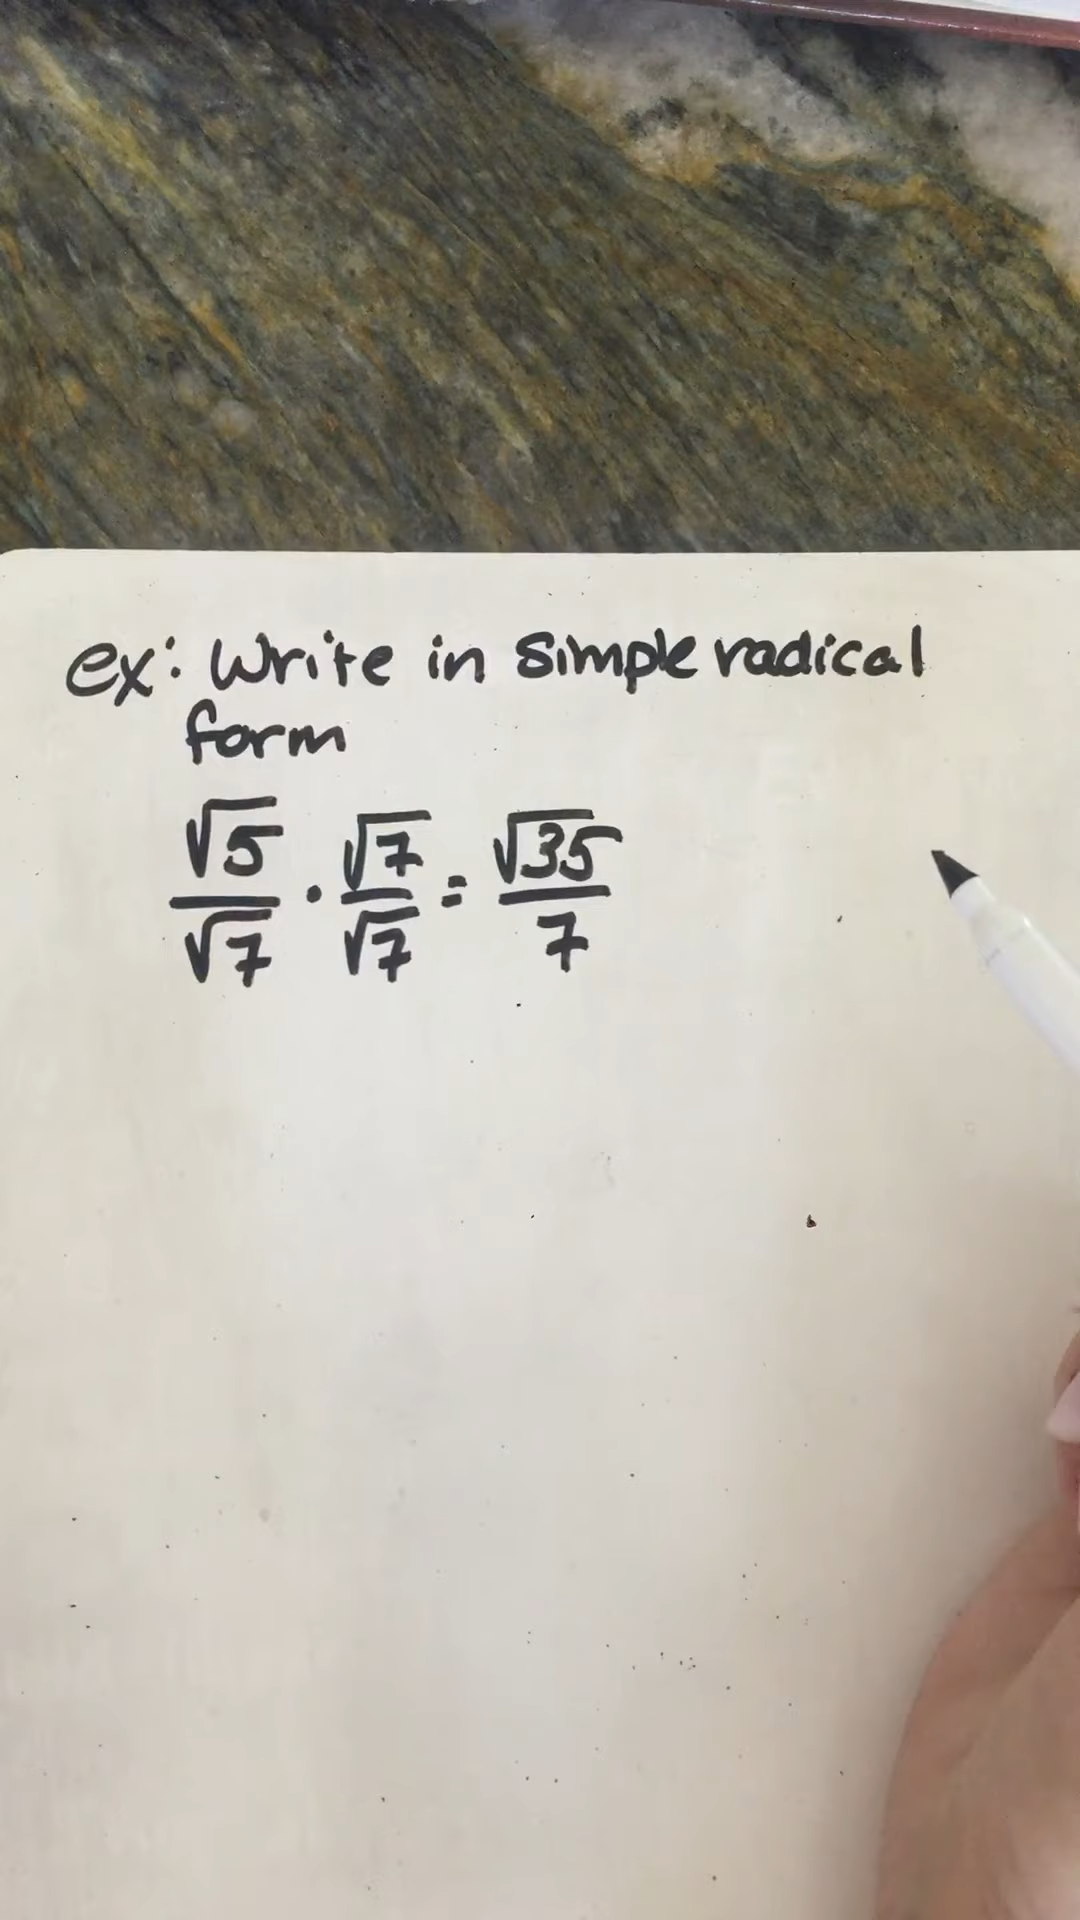 ex: Write in simple radical
form
√5/√7 · √7/√7 = √35/7